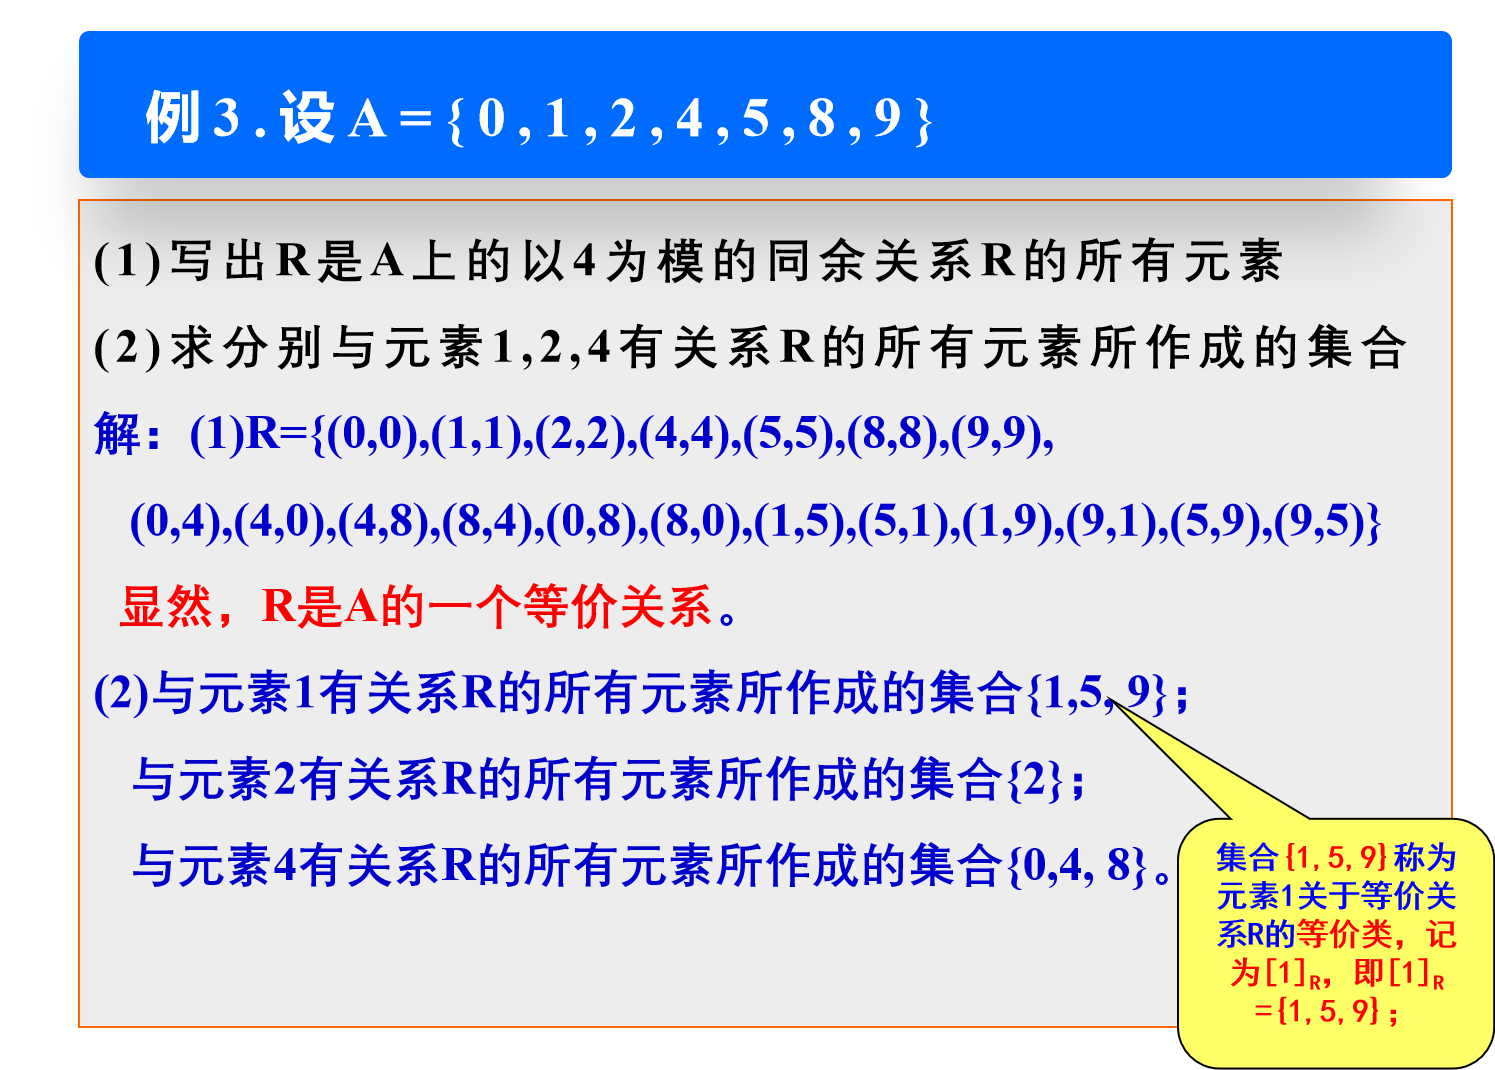 例3.设A={0,1,2,4,5,8,9}
(1)写出R是A上的以4为模的同余关系R的所有元素
(2)求分别与元素1,2,4有关系R的所有元素所作成的集合
解：(1)R={(0,0),(1,1),(2,2),(4,4),(5,5),(8,8),(9,9),
(0,4),(4,0),(4,8),(8,4),(0,8),(8,0),(1,5),(5,1),(1,9),(9,1),(5,9),(9,5)}
显然，R是A的一个等价关系。
(2)与元素1有关系R的所有元素所作成的集合{1,5, 9}；
与元素2有关系R的所有元素所作成的集合{2}；
与元素4有关系R的所有元素所作成的集合{0,4, 8}。
集合{1,5,9}称为
元素1关于等价关
系R的等价类，记
为[1]R，即[1]R
={1,5,9}；